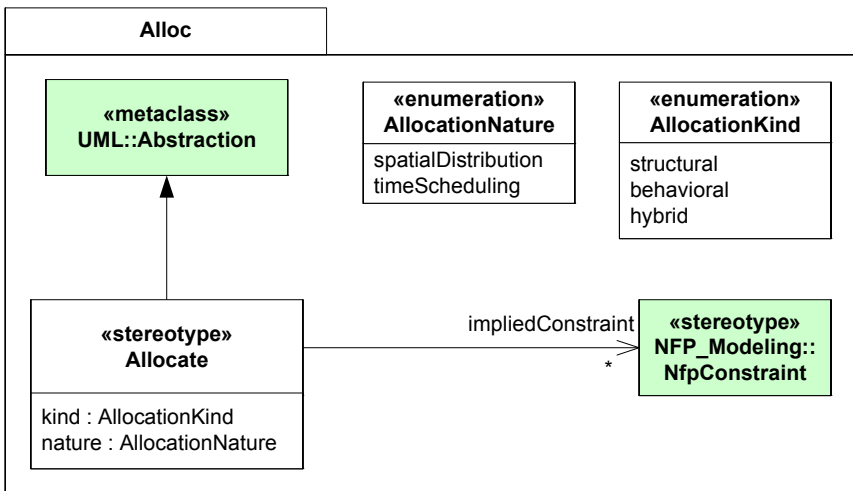 Alloc
«metaclass»
UML::Abstraction
«enumeration»
AllocationNature
spatialDistribution
timeScheduling
«enumeration»
AllocationKind
structural
behavioral
hybrid
«stereotype»
Allocate
kind : AllocationKind
nature : AllocationNature
impliedConstraint
*
«stereotype»
NFP_Modeling::
NfpConstraint